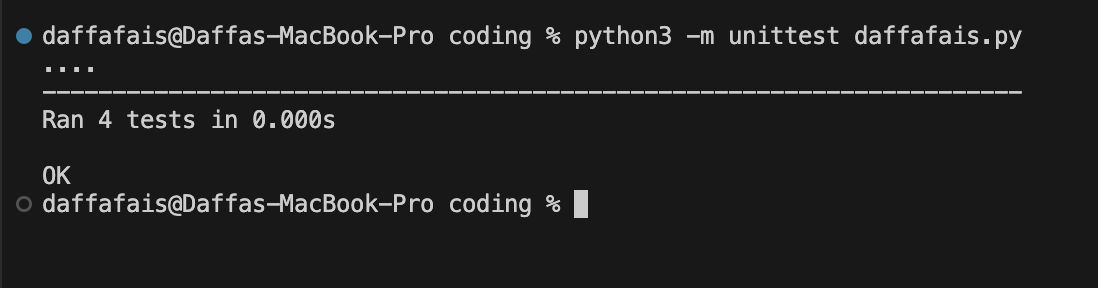 daffafais@Daffas-MacBook-Pro coding % python3 -m unittest daffafais.py
....
----------------------------------------------------------------------
Ran 4 tests in 0.000s
OK
daffafais@Daffas-MacBook-Pro coding %